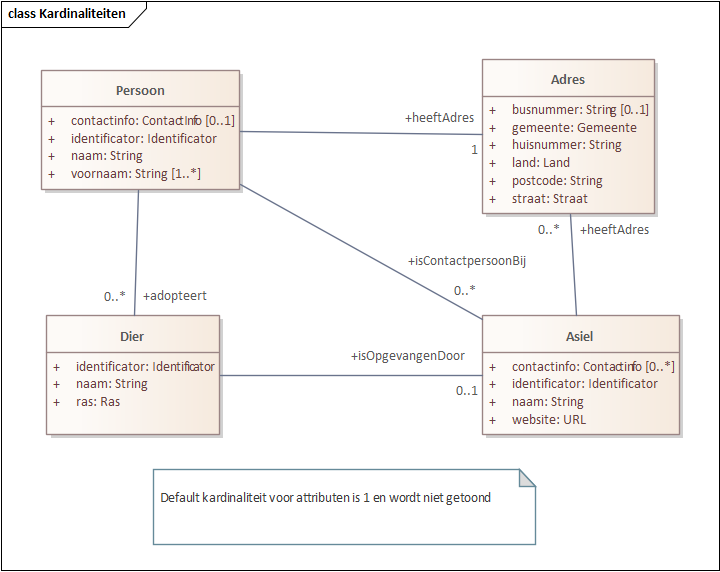 class Kardinaliteiten
Persoon
+ contactinfo: ContactInfo [0..1]
+ identificator: Identificator
+ naam: String
+ voornaam: String [1..*]
+heeftAdres
1
Adres
+ busnummer: String [0..1]
+ gemeente: Gemeente
+ huisnummer: String
+ land: Land
+ postcode: String
+ straat: Straat
0..*
+heeftAdres
+isContactpersoonBij
0..*
0..*
+adopteert
Dier
+ identificator: Identificator
+ naam: String
+ ras: Ras
+isOpgevangenDoor
0..1
Asiel
+ contactinfo: Contactinfo [0..*]
+ identificator: Identificator
+ naam: String
+ website: URL
Default kardinaliteit voor attributen is 1 en wordt niet getoond